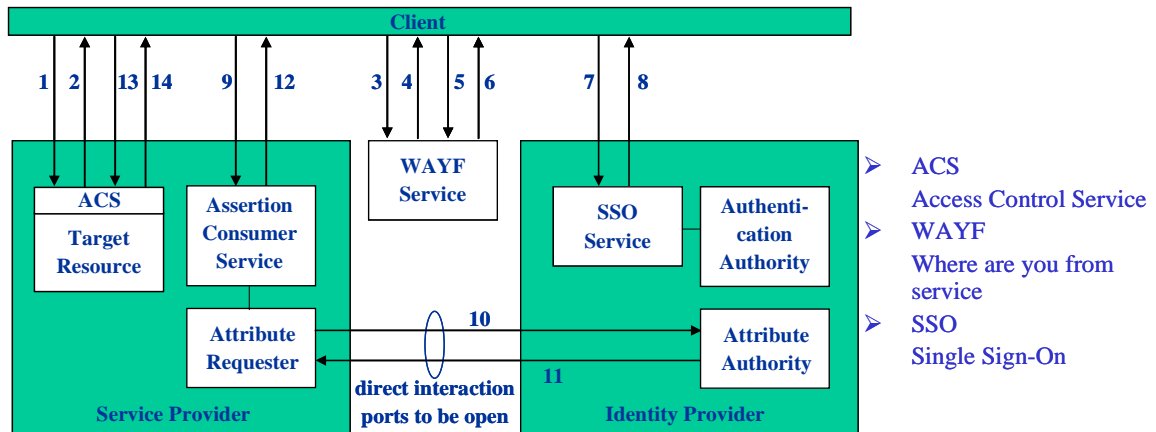 Client
1
2
13
14
9
12
3
4
5
6
7
8
ACS
Target
Resource
Assertion
Consumer
Service
Attribute
Requester
Service Provider
WAYF
Service
10
11
direct interaction
ports to be open
SSO
Service
Authenti-
cation
Authority
Attribute
Authority
Identity Provider
➢ ACS
Access Control Service
➢ WAYF
Where are you from
service
➢ SSO
Single Sign-On